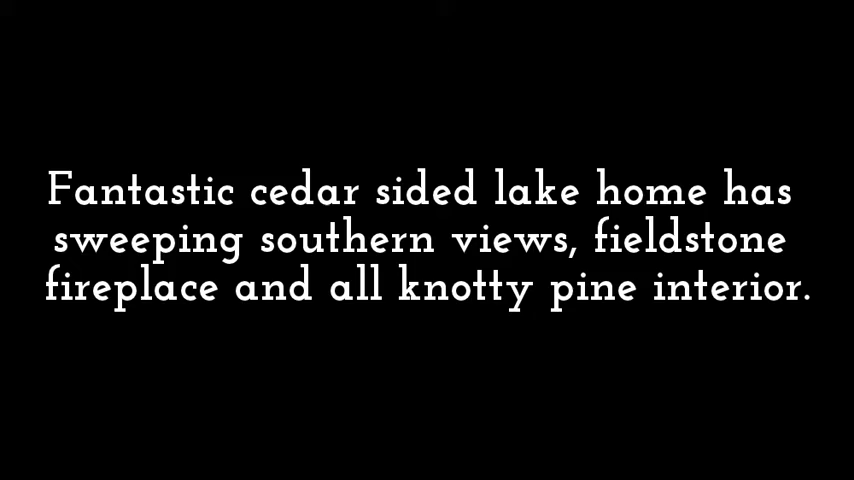 Fantastic cedar sided lake home has
sweeping southern views, fieldstone
fireplace and all knotty pine interior.